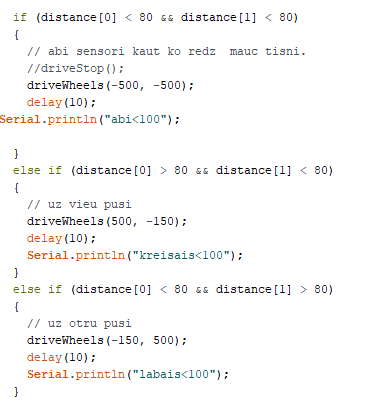 if (distance[0] < 80 && distance[1] < 80)
{
// abi sensori kaut ko redz  mauc tisni.
//driveStop();
driveWheels(-500, -500);
delay(10);
Serial.println("abi<100");
}
else if (distance[0] > 80 && distance[1] < 80)
{
// uz vieu pusi
driveWheels(500, -150);
delay(10);
Serial.println("kreisais<100");
}
else if (distance[0] < 80 && distance[1] > 80)
{
// uz otru pusi
driveWheels(-150, 500);
delay(10);
Serial.println("labais<100");
}